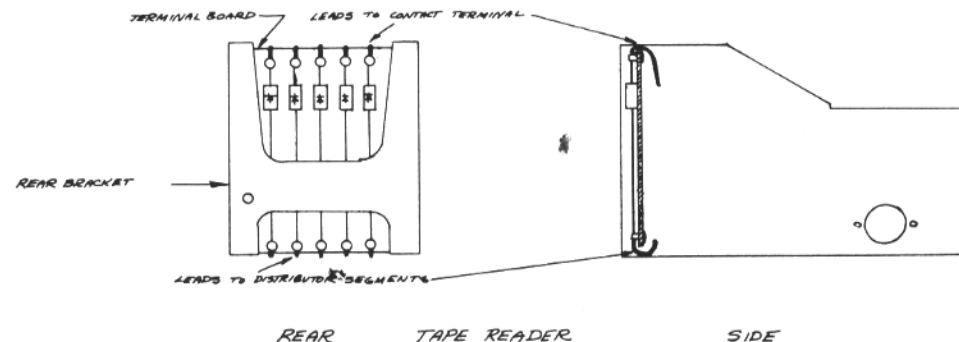 TERMINAL BOARD
LEADS TO CONTACT TERMINAL
REAR BRACKET
LEADS TO DISTRIBUTOR SEGMENTS
REAR TAPE READER SIDE